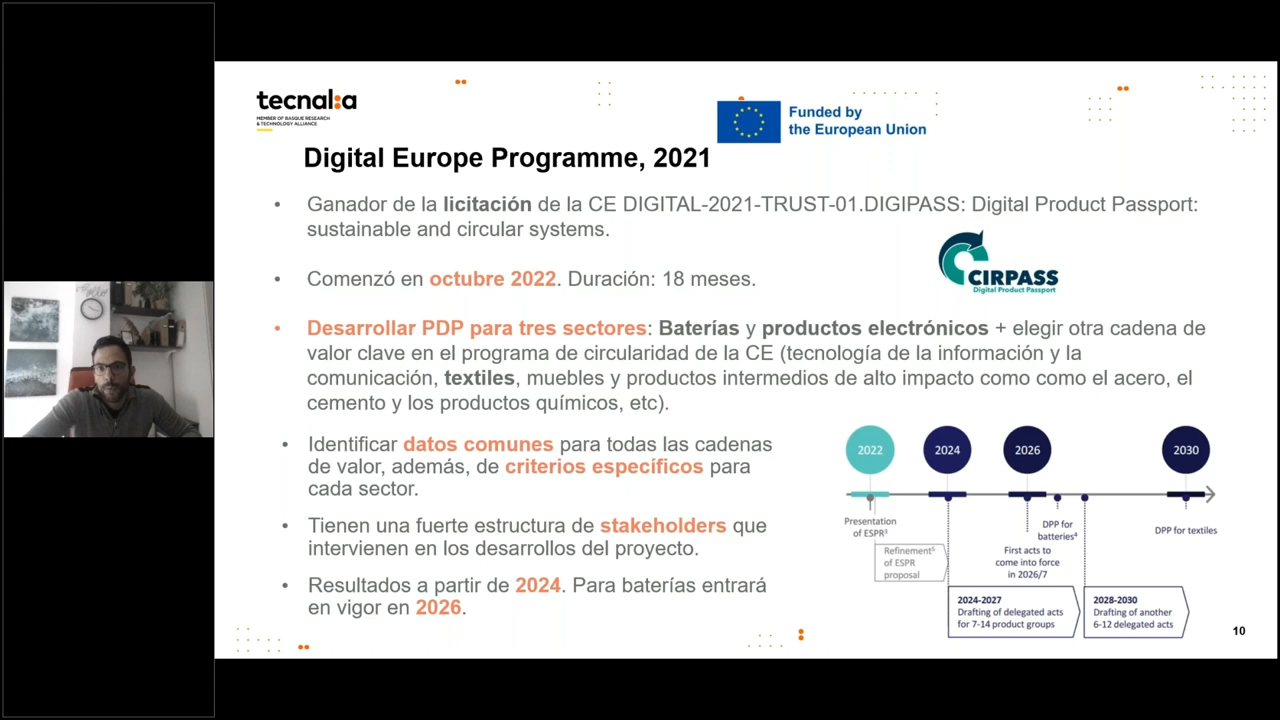 tecnalia
MEMBER OF BASQUE RESEARCH
& TECHNOLOGY ALLIANCE
Funded by
the European Union
Digital Europe Programme, 2021
• Ganador de la licitación de la CE DIGITAL-2021-TRUST-01.DIGIPASS: Digital Product Passport:
sustainable and circular systems.
CIRPASS
Digital Product Passport
• Comenzó en octubre 2022. Duración: 18 meses.
• Desarrollar PDP para tres sectores: Baterías y productos electrónicos + elegir otra cadena de
valor clave en el programa de circularidad de la CE (tecnología de la información y la
comunicación, textiles, muebles y productos intermedios de alto impacto como como el acero, el
cemento y los productos químicos, etc).
• Identificar datos comunes para todas las cadenas
de valor, además, de criterios específicos para
cada sector.
• Tienen una fuerte estructura de stakeholders que
intervienen en los desarrollos del proyecto.
• Resultados a partir de 2024. Para baterías entrará
en vigor en 2026.
2022
2024
2026
2030
Presentation
of ESPR³
Refinement⁵
of ESPR
proposal
DPP for
batteries⁴
First acts to
come into force
in 2026/7
DPP for textiles
2024-2027
Drafting of delegated acts
for 7-14 product groups
2028-2030
Drafting of another
6-12 delegated acts
10